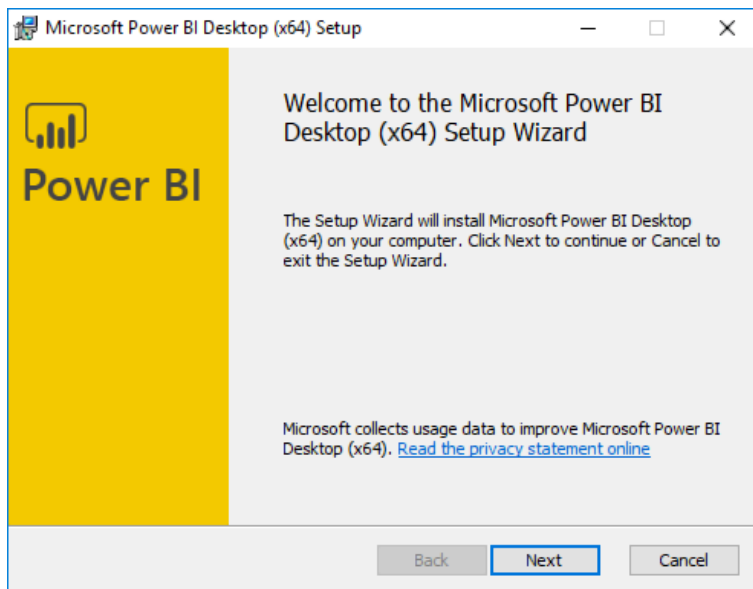 Microsoft Power BI Desktop (x64) Setup
Power BI
Welcome to the Microsoft Power BI
Desktop (x64) Setup Wizard
The Setup Wizard will install Microsoft Power BI Desktop
(x64) on your computer. Click Next to continue or Cancel to
exit the Setup Wizard.
Microsoft collects usage data to improve Microsoft Power BI
Desktop (x64). Read the privacy statement online
Back Next Cancel